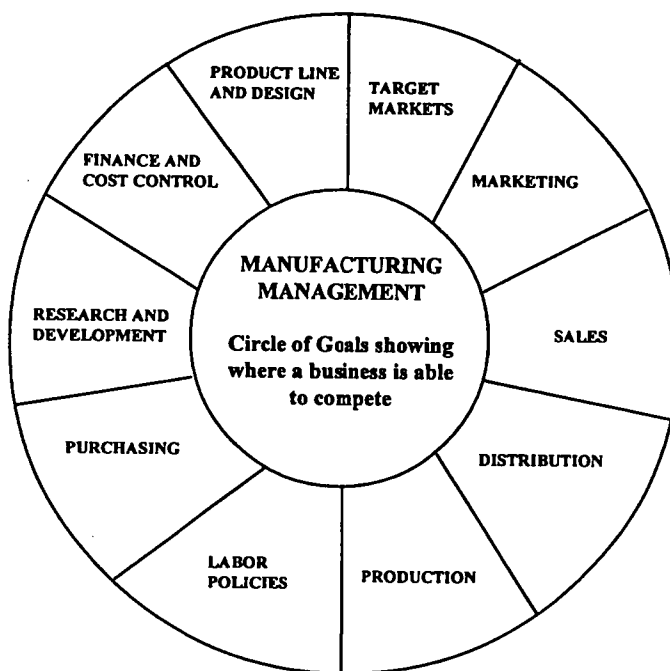 PRODUCT LINE
AND DESIGN
TARGET
MARKETS
MARKETING
SALES
DISTRIBUTION
PRODUCTION
LABOR
POLICIES
PURCHASING
RESEARCH AND
DEVELOPMENT
FINANCE AND
COST CONTROL
MANUFACTURING
MANAGEMENT
Circle of Goals showing
where a business is able
to compete